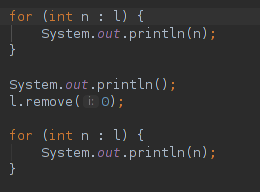 for (int n : l) {
    System.out.println(n);
}
System.out.println();
l.remove( i: 0);
for (int n : l) {
    System.out.println(n);
}